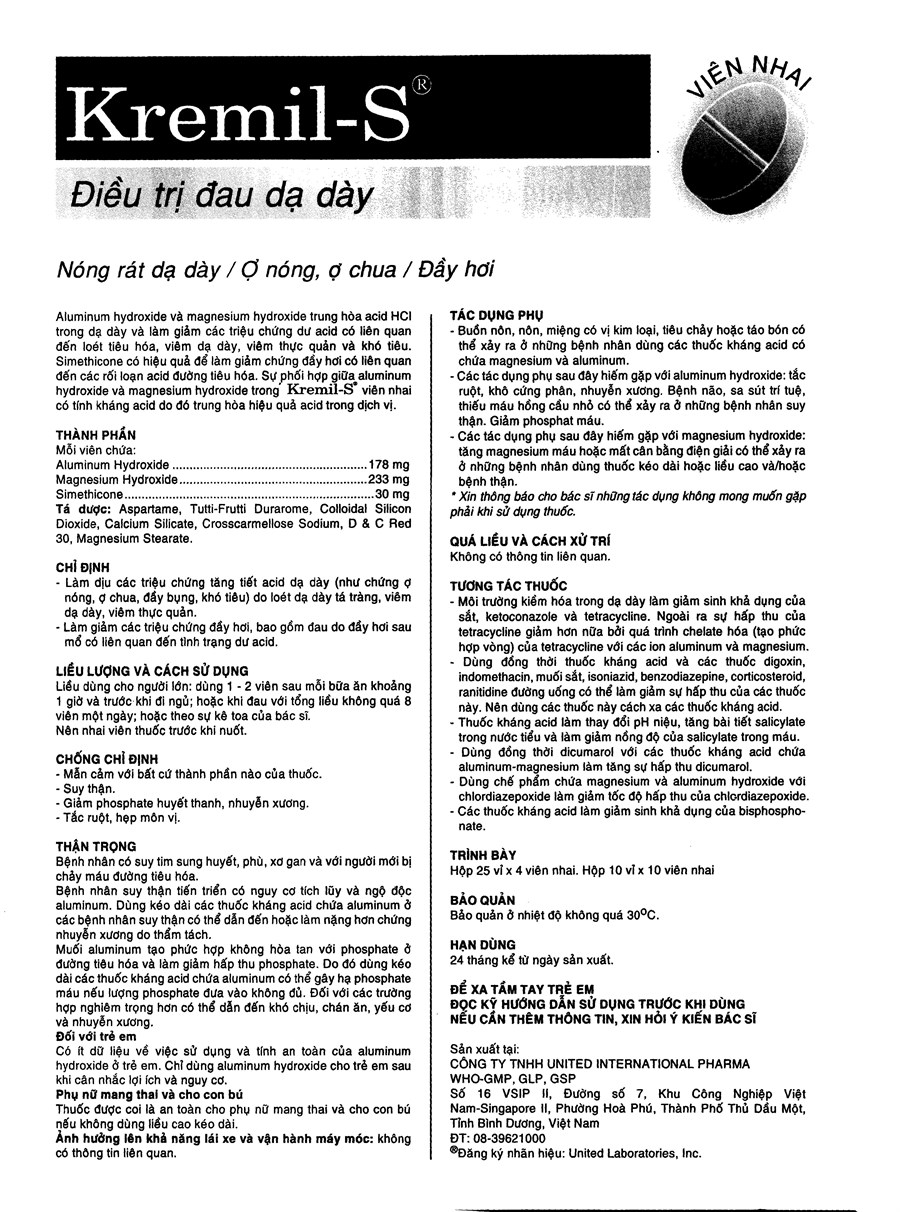 Kremil-S®
VIÊN NHAI
Điều trị đau dạ dày
Nóng rát dạ dày / Ợ nóng, ợ chua / Đầy hơi
Aluminum hydroxide và magnesium hydroxide trung hòa acid HCl
trong dạ dày và làm giảm các triệu chứng dư acid có liên quan
đến loét tiêu hóa, viêm dạ dày, viêm thực quản và khó tiêu.
Simethicone có hiệu quả để làm giảm chứng đầy hơi có liên quan
đến các rối loạn acid đường tiêu hóa. Sự phối hợp giữa aluminum
hydroxide và magnesium hydroxide trong Kremil-S® viên nhai
có tính kháng acid do đó trung hòa hiệu quả acid trong dịch vị.
THÀNH PHẦN
Mỗi viên chứa:
Aluminum Hydroxide ........................................................178 mg
Magnesium Hydroxide......................................................233 mg
Simethicone........................................................................30 mg
Tá dược: Aspartame, Tutti-Frutti Durarome, Colloidal Silicon
Dioxide, Calcium Silicate, Crosscarmellose Sodium, D & C Red
30, Magnesium Stearate.
CHỈ ĐỊNH
- Làm dịu các triệu chứng tăng tiết acid dạ dày (như chứng ợ
nóng, ợ chua, đầy bụng, khó tiêu) do loét dạ dày tá tràng, viêm
dạ dày, viêm thực quản.
- Làm giảm các triệu chứng đầy hơi, bao gồm đau do đầy hơi sau
mổ có liên quan đến tình trạng dư acid.
LIỀU LƯỢNG VÀ CÁCH SỬ DỤNG
Liều dùng cho người lớn: dùng 1 - 2 viên sau mỗi bữa ăn khoảng
1 giờ và trước khi đi ngủ; hoặc khi đau với tổng liều không quá 8
viên một ngày; hoặc theo sự kê toa của bác sĩ.
Nên nhai viên thuốc trước khi nuốt.
CHỐNG CHỈ ĐỊNH
- Mẫn cảm với bất cứ thành phần nào của thuốc.
- Suy thận.
- Giảm phosphate huyết thanh, nhuyễn xương.
- Tắc ruột, hẹp môn vị.
THẬN TRỌNG
Bệnh nhân có suy tim sung huyết, phù, xơ gan và với người mới bị
chảy máu đường tiêu hóa.
Bệnh nhân suy thận tiến triển có nguy cơ tích lũy và ngộ độc
aluminum. Dùng kéo dài các thuốc kháng acid chứa aluminum ở
các bệnh nhân suy thận có thể dẫn đến hoặc làm nặng hơn chứng
nhuyễn xương do thẩm tách.
Muối aluminum tạo phức hợp không hòa tan với phosphate ở
đường tiêu hóa và làm giảm hấp thu phosphate. Do đó dùng kéo
dài các thuốc kháng acid chứa aluminum có thể gây hạ phosphate
máu nếu lượng phosphate đưa vào không đủ. Đối với các trường
hợp nghiêm trọng hơn có thể dẫn đến khó chịu, chán ăn, yếu cơ
và nhuyễn xương.
Đối với trẻ em
Có ít dữ liệu về việc sử dụng và tính an toàn của aluminum
hydroxide ở trẻ em. Chỉ dùng aluminum hydroxide cho trẻ em sau
khi cân nhắc lợi ích và nguy cơ.
Phụ nữ mang thai và cho con bú
Thuốc được coi là an toàn cho phụ nữ mang thai và cho con bú
nếu không dùng liều cao kéo dài.
Ảnh hưởng lên khả năng lái xe và vận hành máy móc: không
có thông tin liên quan.
TÁC DỤNG PHỤ
- Buồn nôn, nôn, miệng có vị kim loại, tiêu chảy hoặc táo bón có
thể xảy ra ở những bệnh nhân dùng các thuốc kháng acid có
chứa magnesium và aluminum.
- Các tác dụng phụ sau đây hiếm gặp với aluminum hydroxide: tắc
ruột, khô cứng phân, nhuyễn xương. Bệnh não, sa sút trí tuệ,
thiếu máu hồng cầu nhỏ có thể xảy ra ở những bệnh nhân suy
thận. Giảm phosphat máu.
- Các tác dụng phụ sau đây hiếm gặp với magnesium hydroxide:
tăng magnesium máu hoặc mất cân bằng điện giải có thể xảy ra
ở những bệnh nhân dùng thuốc kéo dài hoặc liều cao và/hoặc
bệnh thận.
* Xin thông báo cho bác sĩ những tác dụng không mong muốn gặp
phải khi sử dụng thuốc.
QUÁ LIỀU VÀ CÁCH XỬ TRÍ
Không có thông tin liên quan.
TƯƠNG TÁC THUỐC
- Môi trường kiềm hóa trong dạ dày làm giảm sinh khả dụng của
sắt, ketoconazole và tetracycline. Ngoài ra sự hấp thu của
tetracycline giảm hơn nữa bởi quá trình chelate hóa (tạo phức
hợp vòng) của tetracycline với các ion aluminum và magnesium.
- Dùng đồng thời thuốc kháng acid và các thuốc digoxin,
indomethacin, muối sắt, isoniazid, benzodiazepine, corticosteroid,
ranitidine đường uống có thể làm giảm sự hấp thu của các thuốc
này. Nên dùng các thuốc này cách xa các thuốc kháng acid.
- Thuốc kháng acid làm thay đổi pH niệu, tăng bài tiết salicylate
trong nước tiểu và làm giảm nồng độ của salicylate trong máu.
- Dùng đồng thời dicumarol với các thuốc kháng acid chứa
aluminum-magnesium làm tăng sự hấp thu dicumarol.
- Dùng chế phẩm chứa magnesium và aluminum hydroxide với
chlordiazepoxide làm giảm tốc độ hấp thu của chlordiazepoxide.
- Các thuốc kháng acid làm giảm sinh khả dụng của bisphospho-
nate.
TRÌNH BÀY
Hộp 25 vỉ x 4 viên nhai. Hộp 10 vỉ x 10 viên nhai
BẢO QUẢN
Bảo quản ở nhiệt độ không quá 30ºC.
HẠN DÙNG
24 tháng kể từ ngày sản xuất.
ĐỂ XA TẦM TAY TRẺ EM
ĐỌC KỸ HƯỚNG DẪN SỬ DỤNG TRƯỚC KHI DÙNG
NẾU CẦN THÊM THÔNG TIN, XIN HỎI Ý KIẾN BÁC SĨ
Sản xuất tại:
CÔNG TY TNHH UNITED INTERNATIONAL PHARMA
WHO-GMP, GLP, GSP
Số 16 VSIP II, Đường số 7, Khu Công Nghiệp Việt
Nam-Singapore II, Phường Hoà Phú, Thành Phố Thủ Dầu Một,
Tỉnh Bình Dương, Việt Nam
ĐT: 08-39621000
®Đăng ký nhãn hiệu: United Laboratories, Inc.